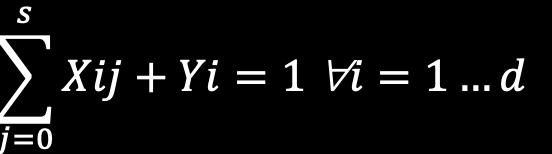 s
∑ Xij + Yi = 1 ∀i = 1 ... d
j=0